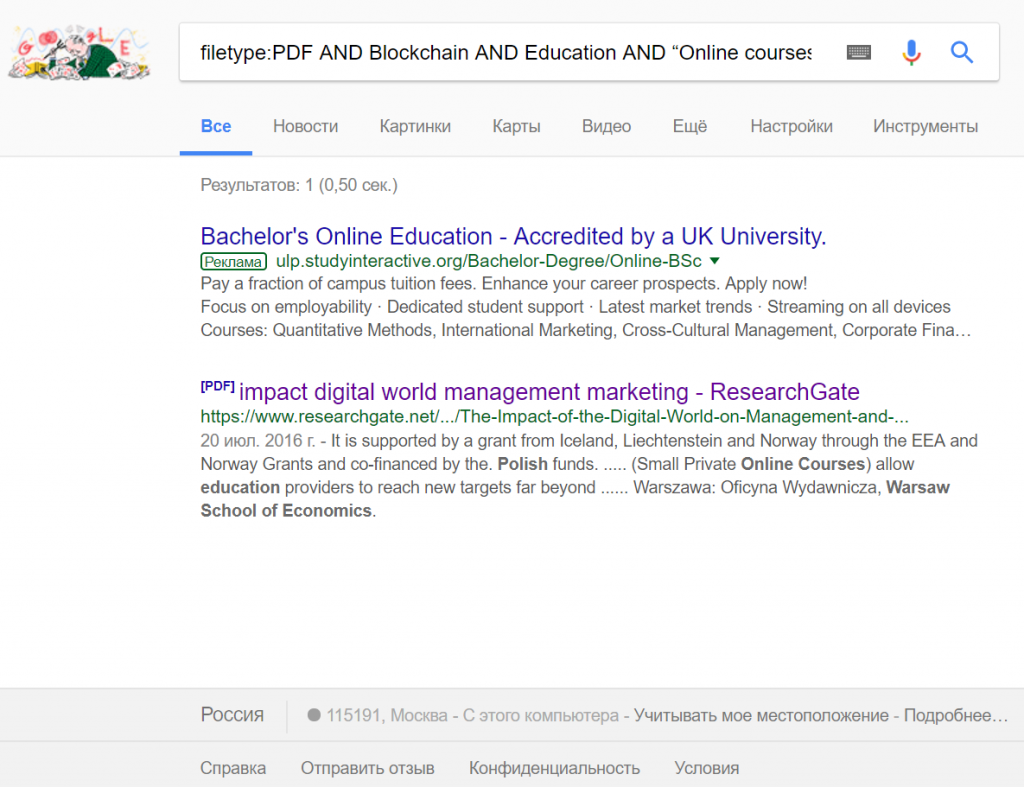 GOOGLE
filetype:PDF AND Blockchain AND Education AND “Online courses
Все Новости Картинки Карты Видео Ещё Настройки Инструменты
Результатов: 1 (0,50 сек.)
Bachelor's Online Education - Accredited by a UK University.
Реклама ulp.studyinteractive.org/Bachelor-Degree/Online-BSc
Pay a fraction of campus tuition fees. Enhance your career prospects. Apply now!
Focus on employability · Dedicated student support · Latest market trends · Streaming on all devices
Courses: Quantitative Methods, International Marketing, Cross-Cultural Management, Corporate Fina…
[PDF] impact digital world management marketing - ResearchGate
https://www.researchgate.net/.../The-Impact-of-the-Digital-World-on-Management-and-...
20 июл. 2016 г. - It is supported by a grant from Iceland, Liechtenstein and Norway through the EEA and
Norway Grants and co-financed by the. Polish funds. ..... (Small Private Online Courses) allow
education providers to reach new targets far beyond ...... Warszawa: Oficyna Wydawnicza, Warsaw
School of Economics.
Россия 115191, Москва - С этого компьютера - Учитывать мое местоположение - Подробнее…
Справка Отправить отзыв Конфиденциальность Условия